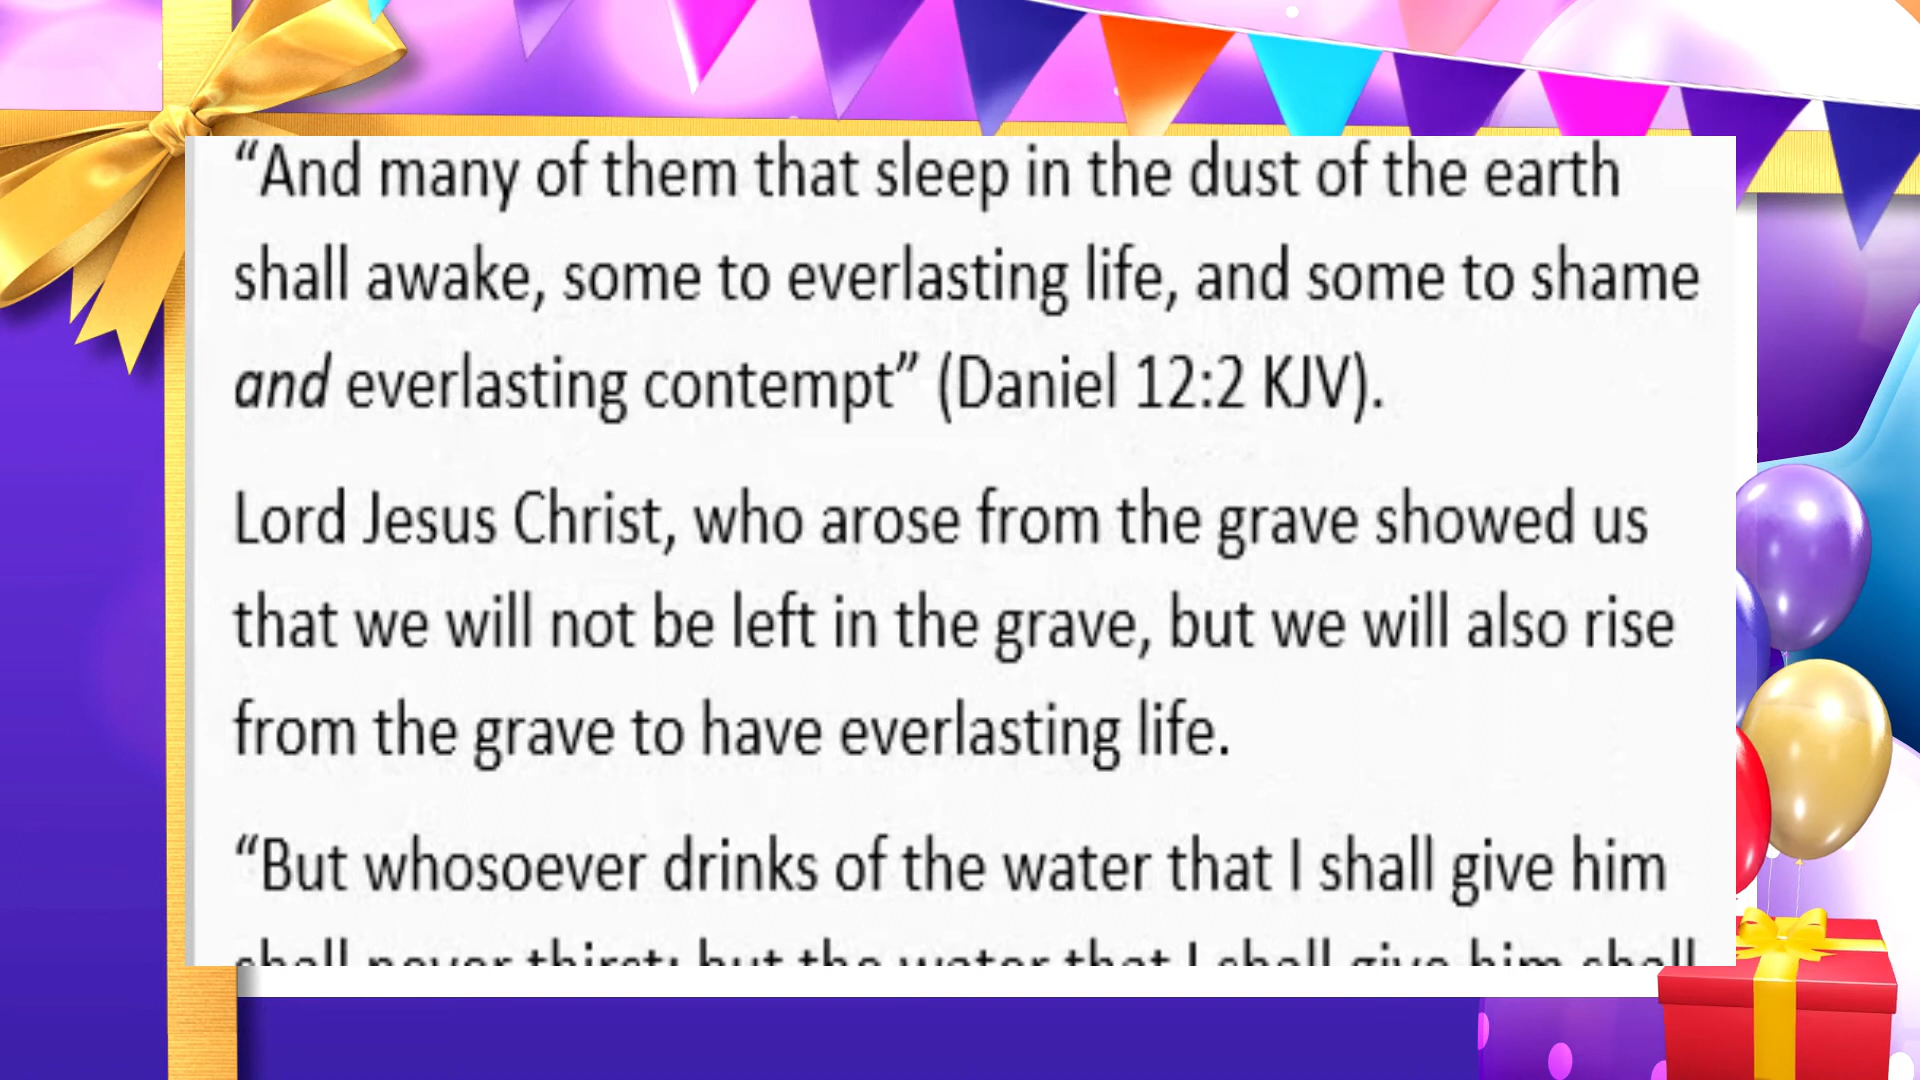 “And many of them that sleep in the dust of the earth
shall awake, some to everlasting life, and some to shame
and everlasting contempt” (Daniel 12:2 KJV).
Lord Jesus Christ, who arose from the grave showed us
that we will not be left in the grave, but we will also rise
from the grave to have everlasting life.
“But whosoever drinks of the water that I shall give him
shall never thirst; but the water that I shall give him shall